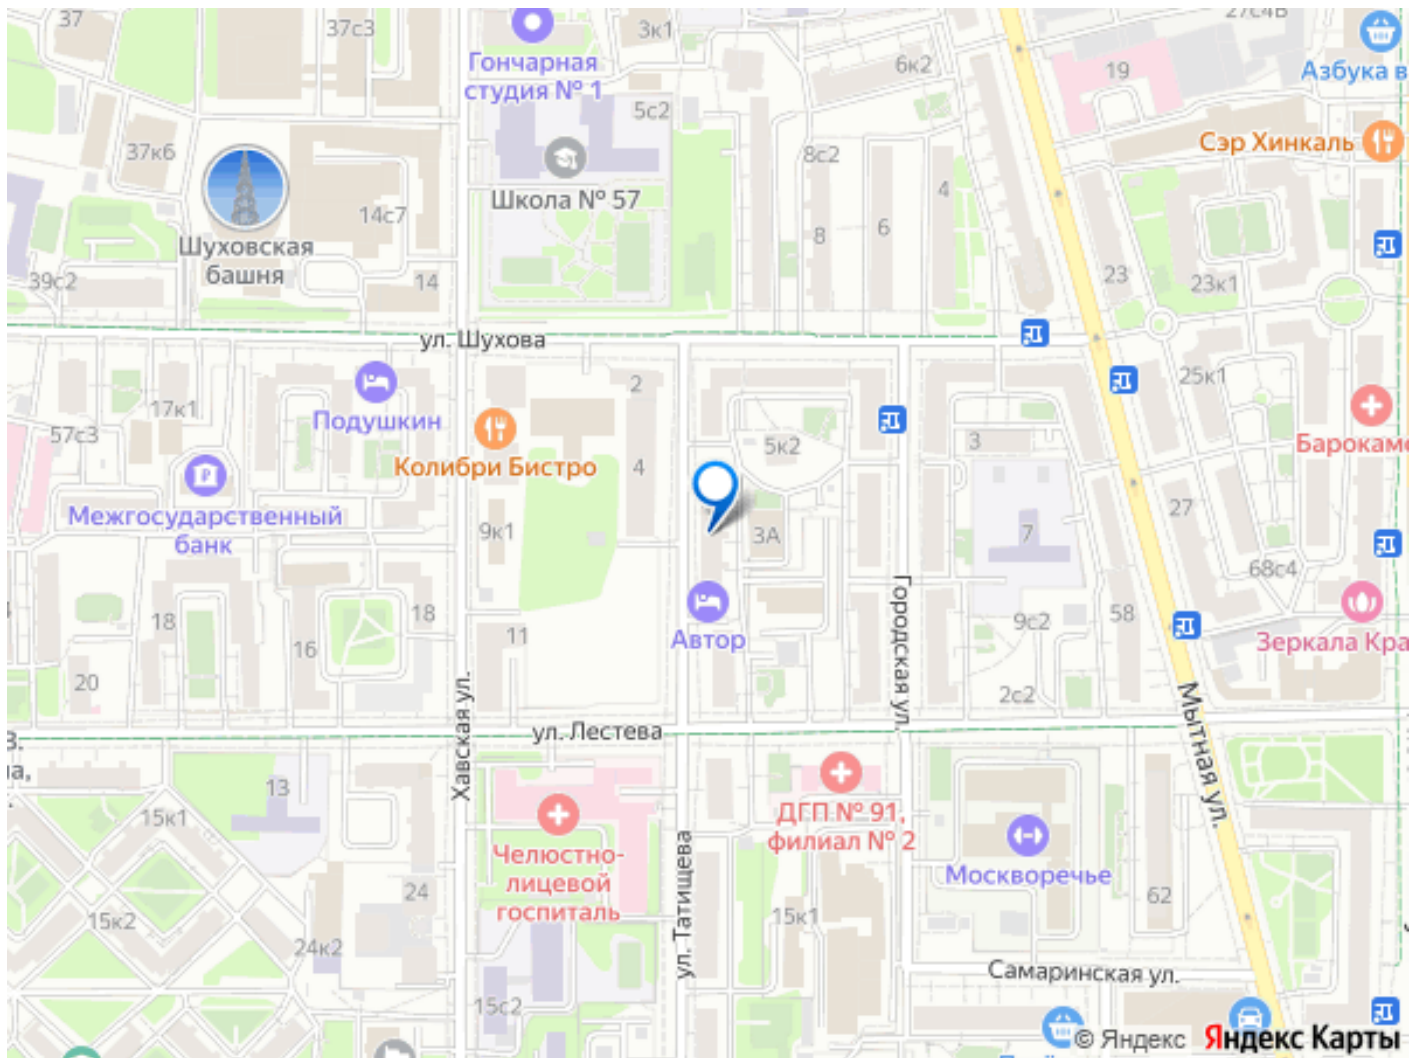 37
37с3
3к1
27с4Б
Гончарная
студия № 1
6к2
19
Азбука в
5с2
Сэр Хинкаль
37к6
8с2
14с7
Школа № 57
4
6
8
Шуховская
башня
39с2
14
23
23к1
ул. Шухова
2
25к1
17к1
Подушкин
57с3
3
5к2
Барокам
Колибри Бистро
4
Межгосударственный
банк
9к1
3А
7
27
68с4
Городская ул.
18
18
11
Автор
9с2
58
Зеркала Кра
16
20
2с2
Хавская ул.
ул. Лестева
Мытная ул.
в.
а,
13
15к1
ДГП № 91,
филиал № 2
Челюстно-
лицевой
госпиталь
ул. Татищева
Москворечье
24
62
15к2
15к1
24к2
Самаринская ул.
15с2
© Яндекс Яндекс Карты